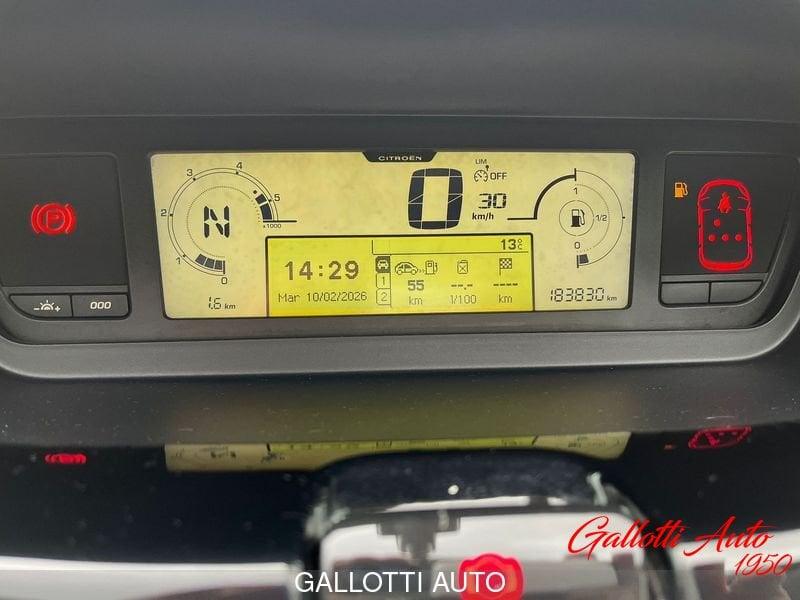 CITROËN
4
3
5
2
x1000
1
0
N
LIM
OFF
0
30
km/h
1
1/2
0
P
13°C
14:29
Mar 10/02/2026
1
2
55
km
--.-
l/100
----
km
1,6 km
183830 km
- +
000
Gallotti Auto
1950
GALLOTTI AUTO